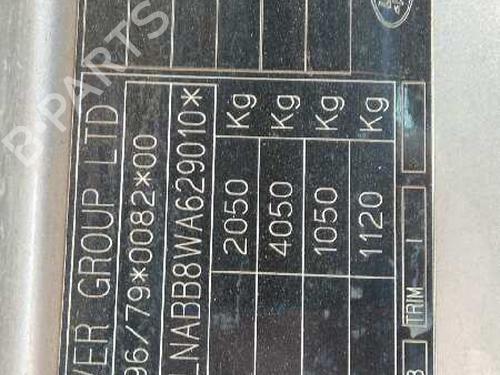 VER GROUP LTD
96/79*0082*00
LNABB8WA629010*
2050 Kg
4050 Kg
1050 Kg
1120 Kg
TRIM
B-PARTS